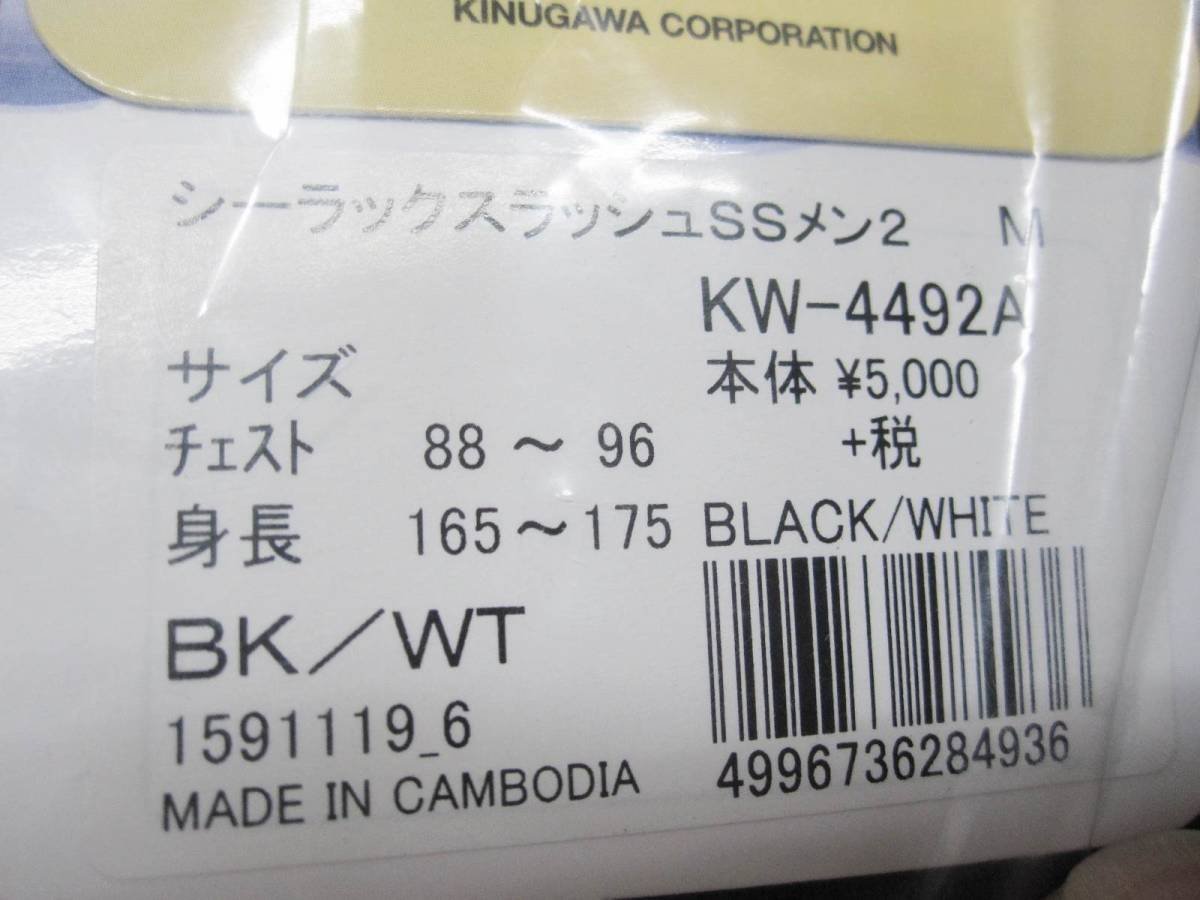 KINUGAWA CORPORATION
シーラックスラッシュSSメン2 M
KW-4492A
サイズ 本体 ¥5,000
チェスト 88～96 +税
身長 165～175 BLACK/WHITE
BK／WT
1591119_6
4996736284936
MADE IN CAMBODIA